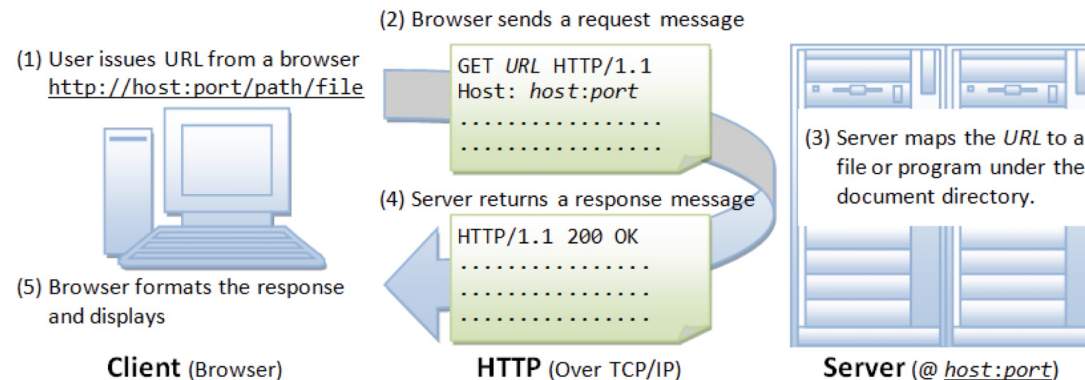 (1) User issues URL from a browser
http://host:port/path/file
(2) Browser sends a request message
GET URL HTTP/1.1
Host: host:port
.................
.................
(3) Server maps the URL to a
file or program under the
document directory.
(4) Server returns a response message
HTTP/1.1 200 OK
................
................
................
(5) Browser formats the response
and displays
Client (Browser)
HTTP (Over TCP/IP)
Server (@ host:port)